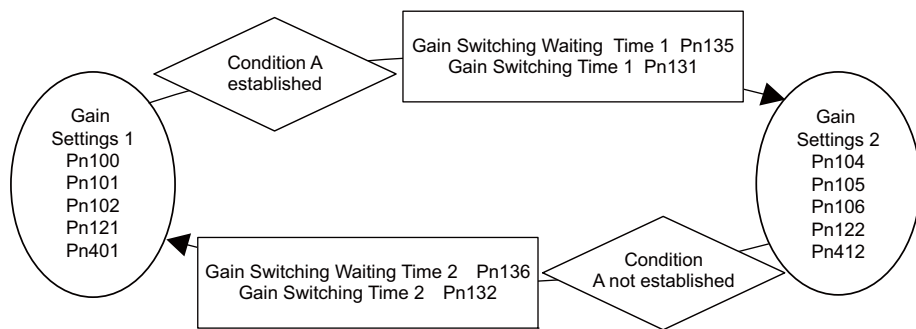 Condition A
established
Gain Switching Waiting Time 1 Pn135
Gain Switching Time 1 Pn131
Gain
Settings 1
Pn100
Pn101
Pn102
Pn121
Pn401
Gain
Settings 2
Pn104
Pn105
Pn106
Pn122
Pn412
Gain Switching Waiting Time 2 Pn136
Gain Switching Time 2 Pn132
Condition
A not established